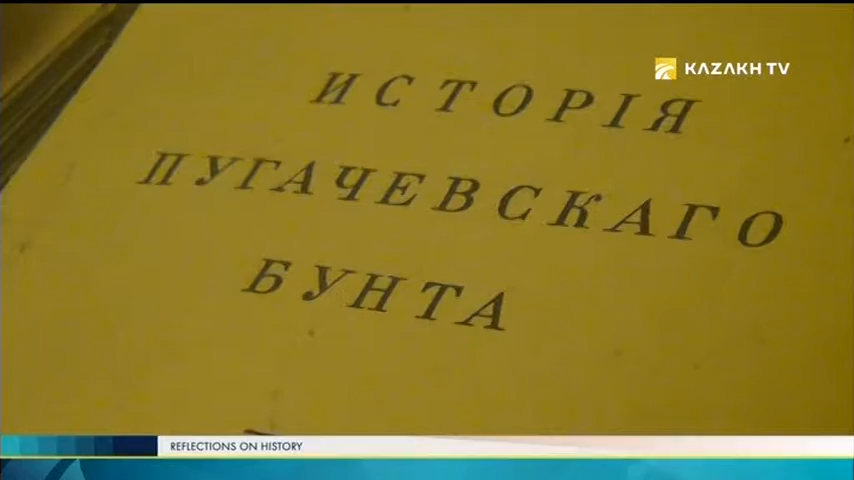 KAZAKH TV
ИСТОРІЯ
ПУГАЧЕВСКАГО
БУНТА
REFLECTIONS ON HISTORY